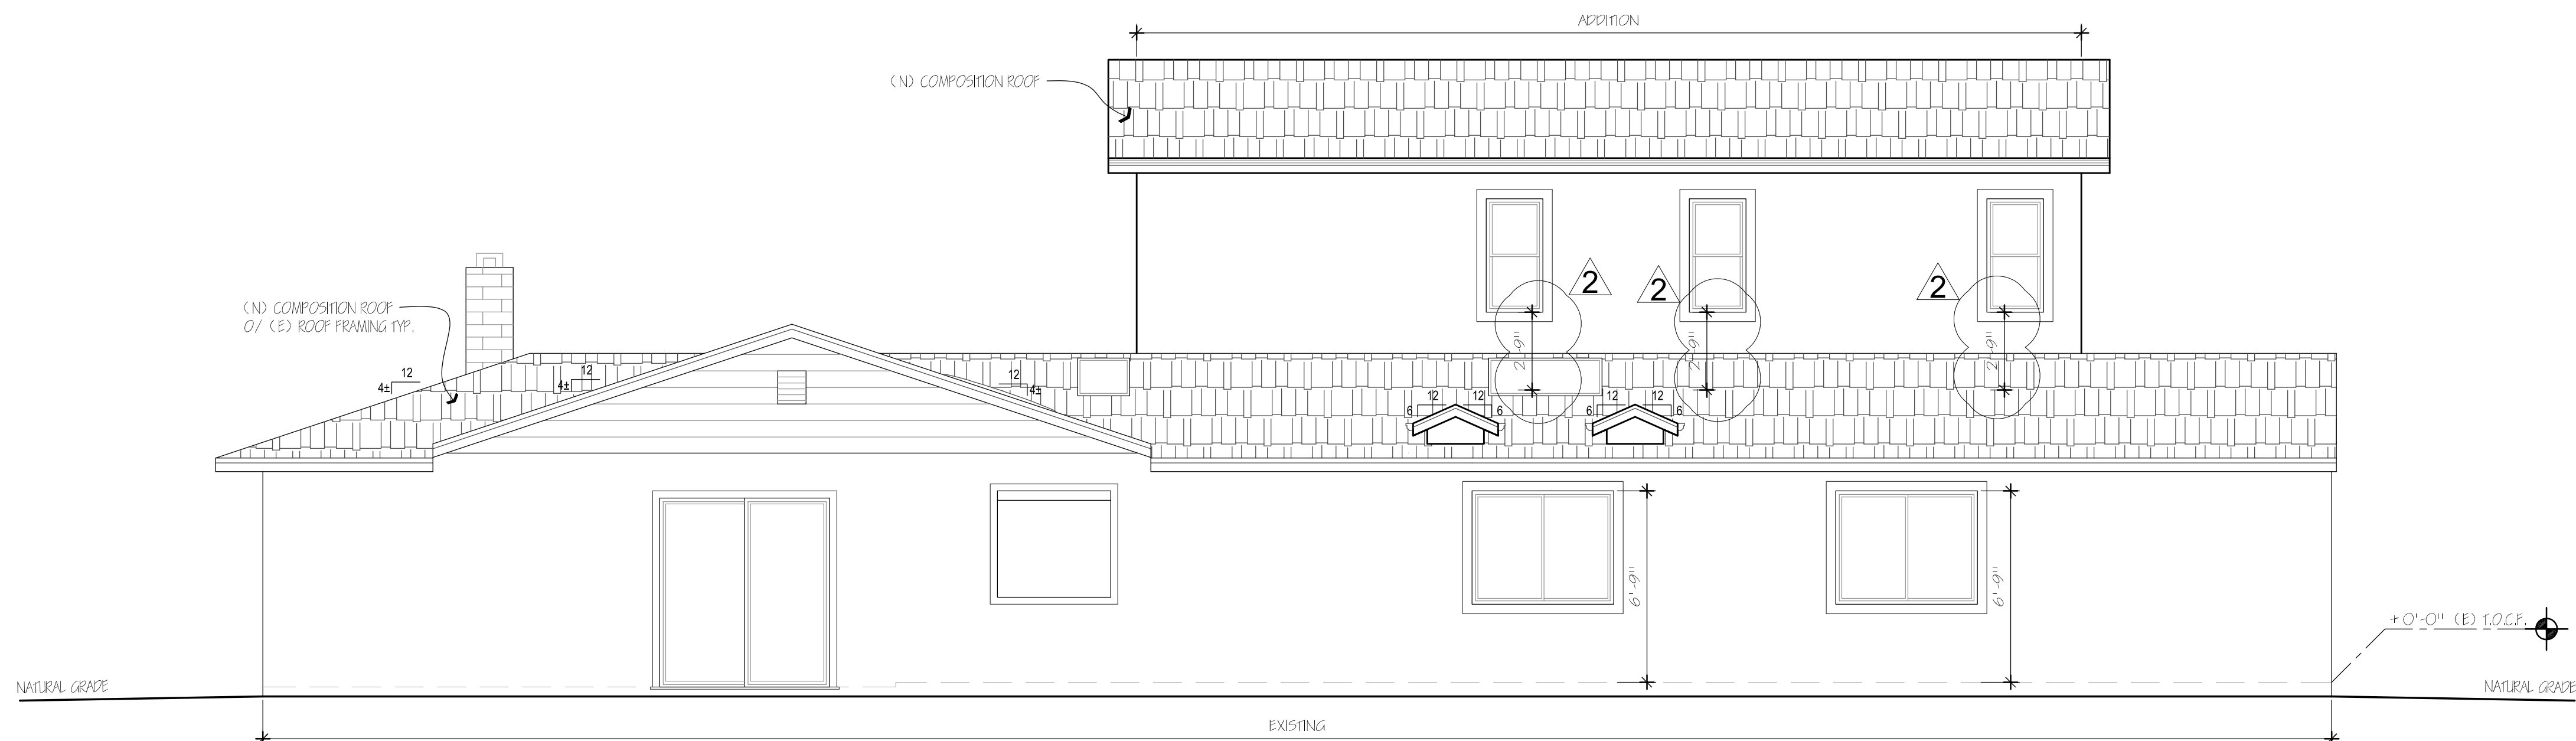 ADDITION
(N) COMPOSITION ROOF
2
2
2
(N) COMPOSITION ROOF
O/ (E) ROOF FRAMING TYP.
2'-9"
2'-9"
2'-9"
12
4±
12
4±
12
4±
12
12
12
12
6
6
6
6
6'-9"
6'-9"
+0'-0" (E) T.O.C.F.
NATURAL GRADE
NATURAL GRADE
EXISTING